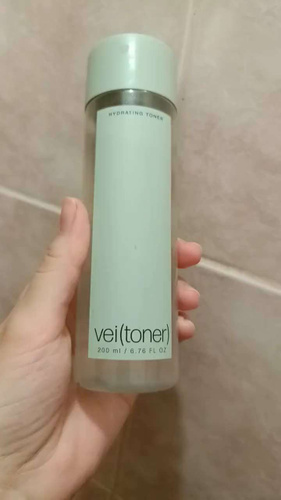 HYDRATING TONER
vei(toner)
200 ml / 6.76 FL OZ